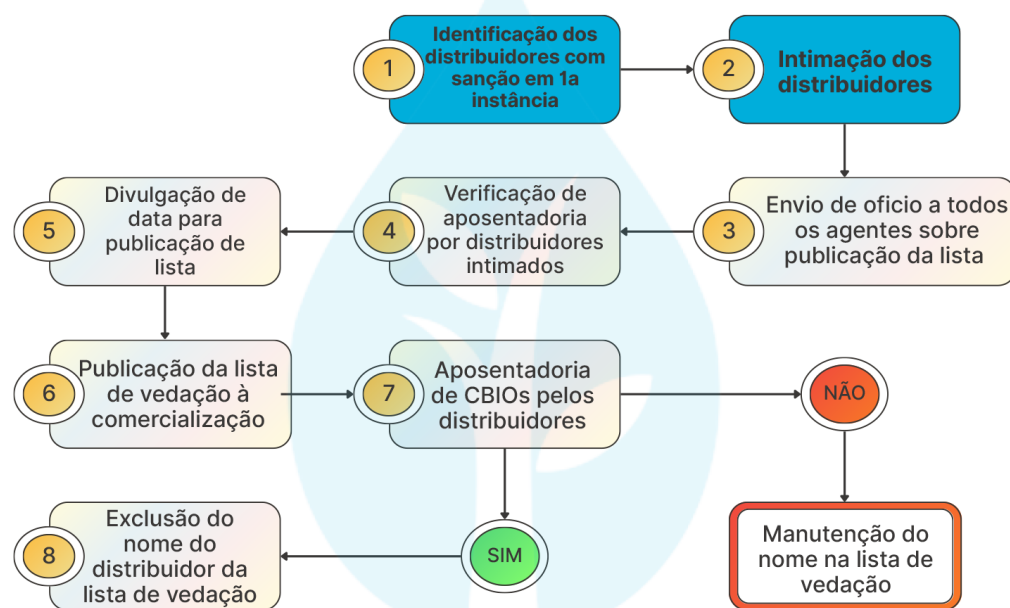 1
Identificação dos
distribuidores com
sanção em 1a
instância
2
Intimação dos
distribuidores
3
Envio de oficio a todos
os agentes sobre
publicação da lista
4
Verificação de
aposentadoria
por distribuidores
intimados
5
Divulgação de
data para
publicação de
lista
6
Publicação da lista
de vedação à
comercialização
7
Aposentadoria
de CBIOs pelos
distribuidores
NÃO
Manutenção do
nome na lista de
vedação
SIM
8
Exclusão do
nome do
distribuidor da
lista de vedação